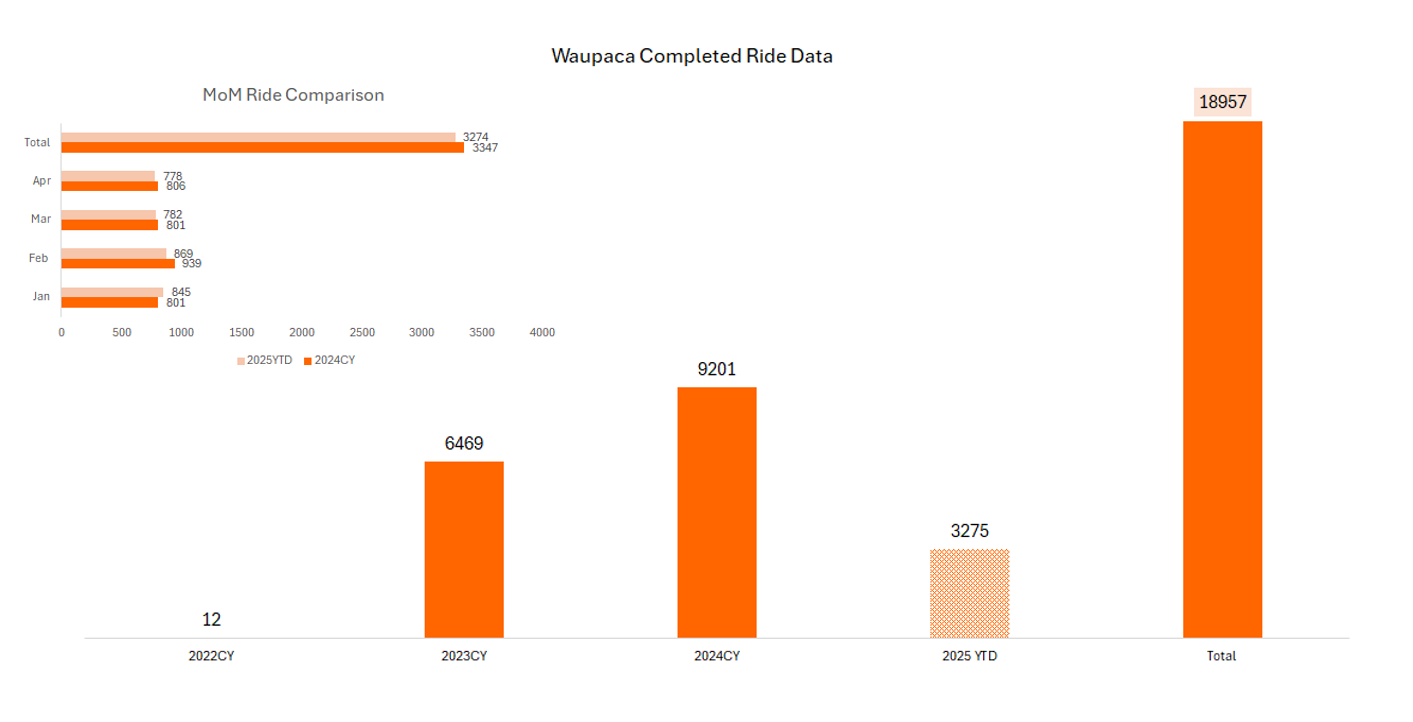 Waupaca Completed Ride Data
MoM Ride Comparison
Total 3274
3347
Apr 778
806
Mar 782
801
Feb 869
939
Jan 845
801
0 500 1000 1500 2000 2500 3000 3500 4000
2025YTD 2024CY
12 6469 9201 3275 18957
2022CY 2023CY 2024CY 2025 YTD Total